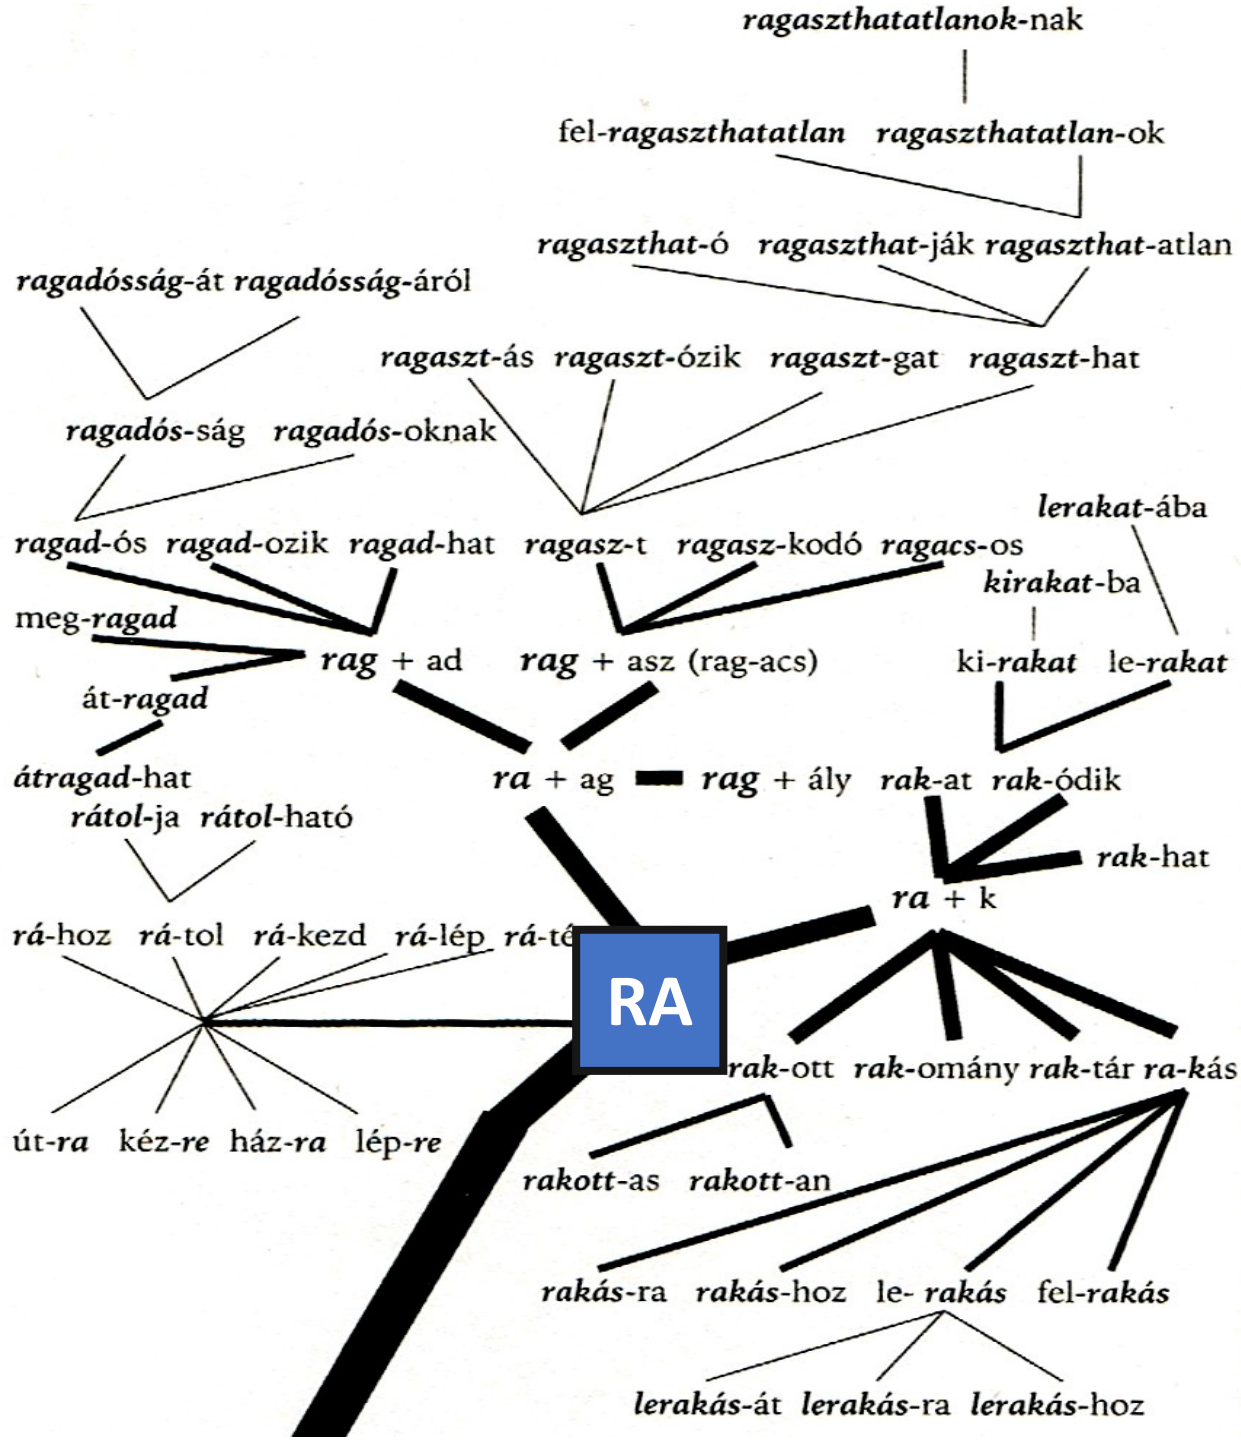 ragaszthatatlanok-nak
fel-ragaszthatatlan ragaszthatatlan-ok
ragaszthat-ó ragaszthat-ják ragaszthat-atlan
ragadósság-át ragadósság-áról
ragaszt-ás ragaszt-ózik ragaszt-gat ragaszt-hat
ragadós-ság ragadós-oknak
lerakat-ába
ragad-ós ragad-ozik ragad-hat ragasz-t ragasz-kodó ragacs-os
kirakat-ba
meg-ragad
rag + ad rag + asz (rag-acs) ki-rakat le-rakat
át-ragad
átragad-hat ra + ag rag + ály rak-at rak-ódik
rátol-ja rátol-ható
rak-hat
ra + k
rá-hoz rá-tol rá-kezd rá-lép
RA
rak-ott rak-omány rak-tár ra-kás
út-ra kéz-re ház-ra lép-re
rakott-as rakott-an
rakás-ra rakás-hoz le- rakás fel-rakás
lerakás-át lerakás-ra lerakás-hoz